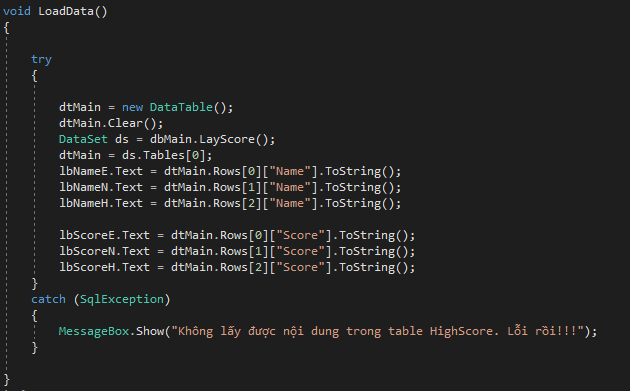 void LoadData()
{
try
{
dtMain = new DataTable();
dtMain.Clear();
DataSet ds = dbMain.LayScore();
dtMain = ds.Tables[0];
lbNameE.Text = dtMain.Rows[0]["Name"].ToString();
lbNameN.Text = dtMain.Rows[1]["Name"].ToString();
lbNameH.Text = dtMain.Rows[2]["Name"].ToString();
lbScoreE.Text = dtMain.Rows[0]["Score"].ToString();
lbScoreN.Text = dtMain.Rows[1]["Score"].ToString();
lbScoreH.Text = dtMain.Rows[2]["Score"].ToString();
}
catch (SqlException)
{
MessageBox.Show("Không lấy được nội dung trong table HighScore. Lỗi rồi!!!");
}
}